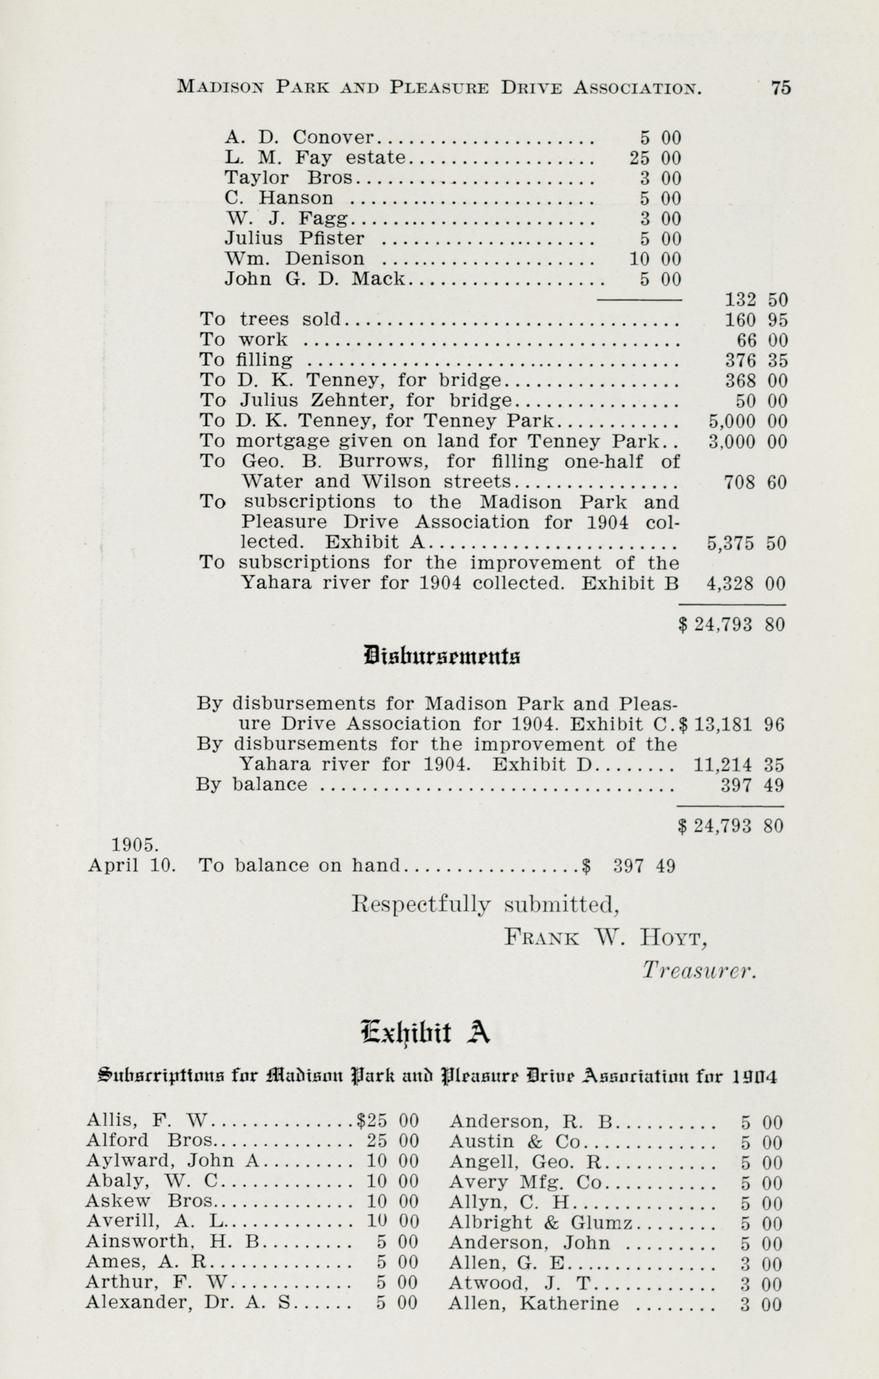 MADISON PARK AND PLEASURE DRIVE ASSOCIATION. 75
A. D. Conover..................... 5 00
L. M. Fay estate.................. 25 00
Taylor Bros....................... 3 00
C. Hanson ........................ 5 00
W. J. Fagg........................ 3 00
Julius Pfister ..................... 5 00
Wm. Denison ..................... 10 00
John G. D. Mack................... 5 00
132 50
To trees sold................................ 160 95
To work .................................... 66 00
To filling .................................... 376 35
To D. K. Tenney, for bridge................. 368 00
To Julius Zehnter, for bridge................ 50 00
To D. K. Tenney, for Tenney Park............ 5,000 00
To mortgage given on land for Tenney Park.. 3,000 00
To Geo. B. Burrows, for filling one-half of
Water and Wilson streets................ 708 60
To subscriptions to the Madison Park and
Pleasure Drive Association for 1904 col-
lected. Exhibit A........................ 5,375 50
To subscriptions for the improvement of the
Yahara river for 1904 collected. Exhibit B 4,328 00
$ 24,793 80
Disbursements
By disbursements for Madison Park and Pleas-
ure Drive Association for 1904. Exhibit C.$ 13,181 96
By disbursements for the improvement of the
Yahara river for 1904. Exhibit D........ 11,214 35
By balance .................................. 397 49
$ 24,793 80
1905.
April 10. To balance on hand.................$ 397 49
Respectfully submitted,
FRANK W. HOYT,
Treasurer.
Exhibit A
Subscriptions for Madison Park and Pleasure Drive Association for 1904
Allis, F. W..............$25 00
Alford Bros.............. 25 00
Aylward, John A......... 10 00
Abaly, W. C............. 10 00
Askew Bros.............. 10 00
Averill, A. L............. 10 00
Ainsworth, H. B......... 5 00
Ames, A. R.............. 5 00
Arthur, F. W............ 5 00
Alexander, Dr. A. S...... 5 00
Anderson, R. B.......... 5 00
Austin & Co............. 5 00
Angell, Geo. R........... 5 00
Avery Mfg. Co........... 5 00
Allyn, C. H.............. 5 00
Albright & Glumz........ 5 00
Anderson, John ......... 5 00
Allen, G. E............... 3 00
Atwood, J. T............ 3 00
Allen, Katherine ........ 3 00